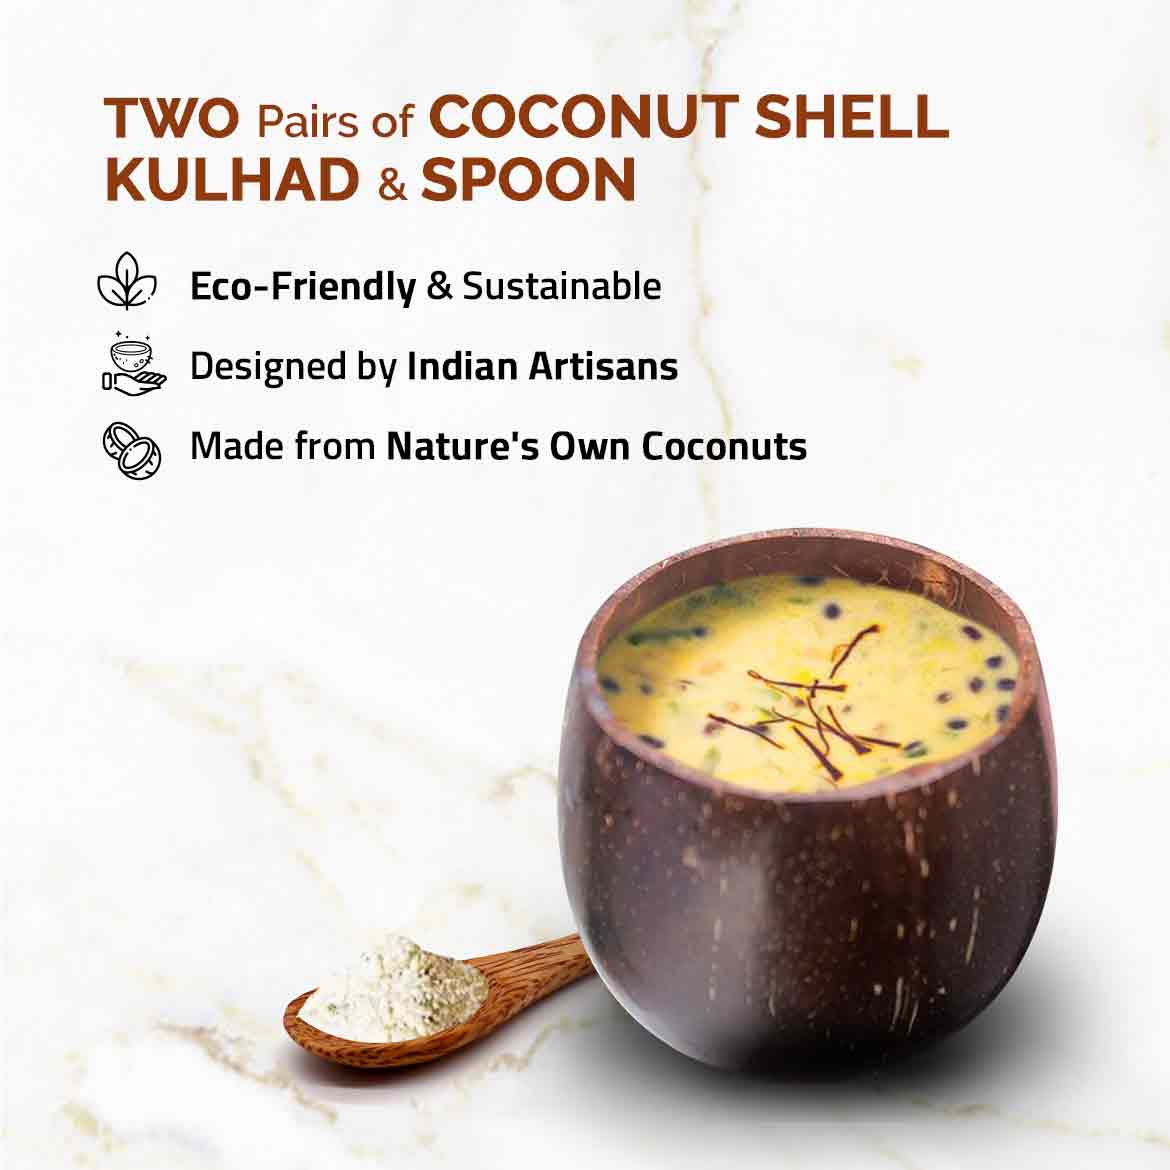 TWO Pairs of COCONUT SHELL
KULHAD & SPOON
Eco-Friendly & Sustainable
Designed by Indian Artisans
Made from Nature's Own Coconuts